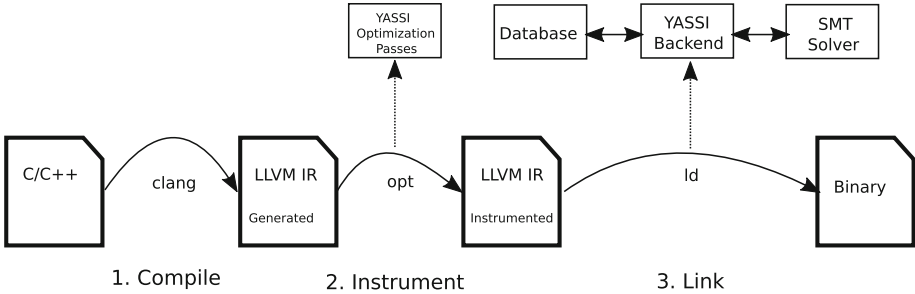 YASSI
Optimization
Passes
Database
YASSI
Backend
SMT
Solver
C/C++
clang
LLVM IR
Generated
opt
LLVM IR
Instrumented
ld
Binary
1. Compile
2. Instrument
3. Link